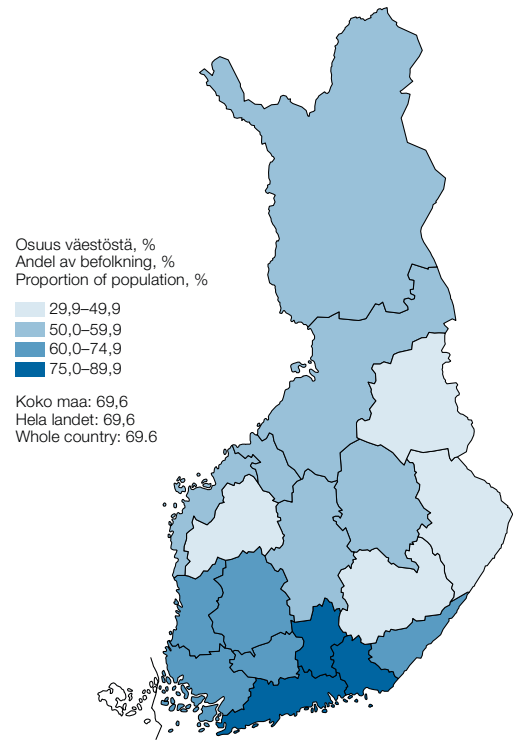 Osuus väestöstä, %
Andel av befolkning, %
Proportion of population, %
29,9–49,9
50,0–59,9
60,0–74,9
75,0–89,9
Koko maa: 69,6
Hela landet: 69,6
Whole country: 69.6